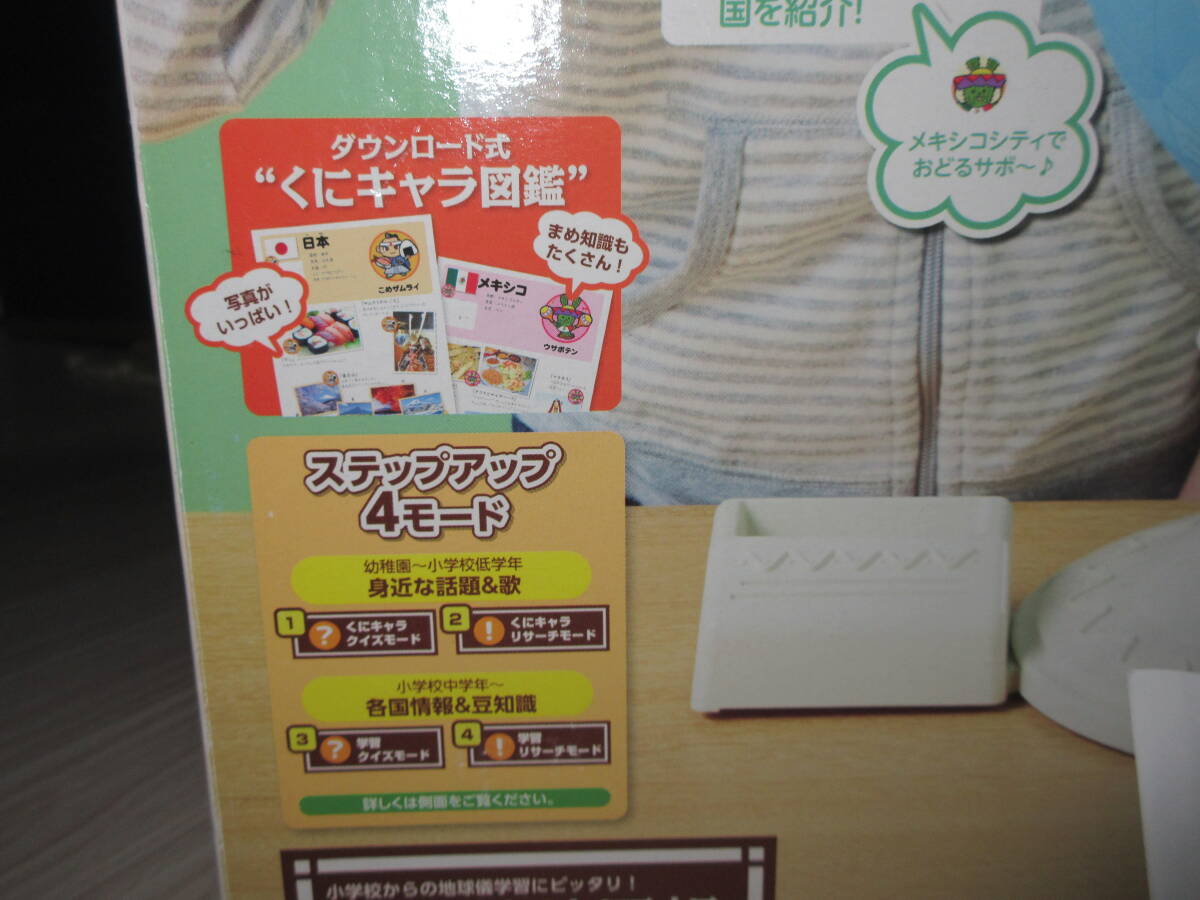 国を紹介!
メキシコシティで
おどるサボ〜♪
ダウンロード式
“くにキャラ図鑑”
まめ知識も
たくさん!
日本
こめザムライ
メキシコ
ウサボテン
写真が
いっぱい!
ステップアップ
4モード
幼稚園〜小学校低学年
身近な話題&歌
1 ? くにキャラ
クイズモード
2 ! くにキャラ
リサーチモード
小学校中学年〜
各国情報&豆知識
3 ? 学習
クイズモード
4 ! 学習
リサーチモード
詳しくは側面をご覧ください。
小学校からの地球儀学習にピッタリ!